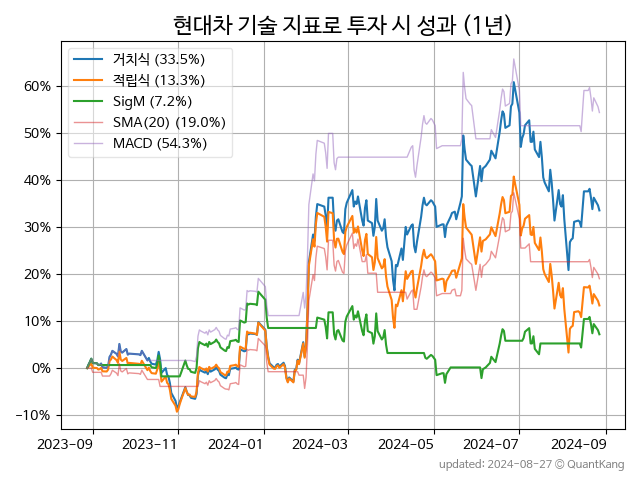 현대차 기술 지표로 투자 시 성과 (1년)
거치식 (33.5%)
적립식 (13.3%)
SigM (7.2%)
SMA(20) (19.0%)
MACD (54.3%)
60%
50%
40%
30%
20%
10%
0%
−10%
2023-09 2023-11 2024-01 2024-03 2024-05 2024-07 2024-09
updated: 2024-08-27 © QuantKang